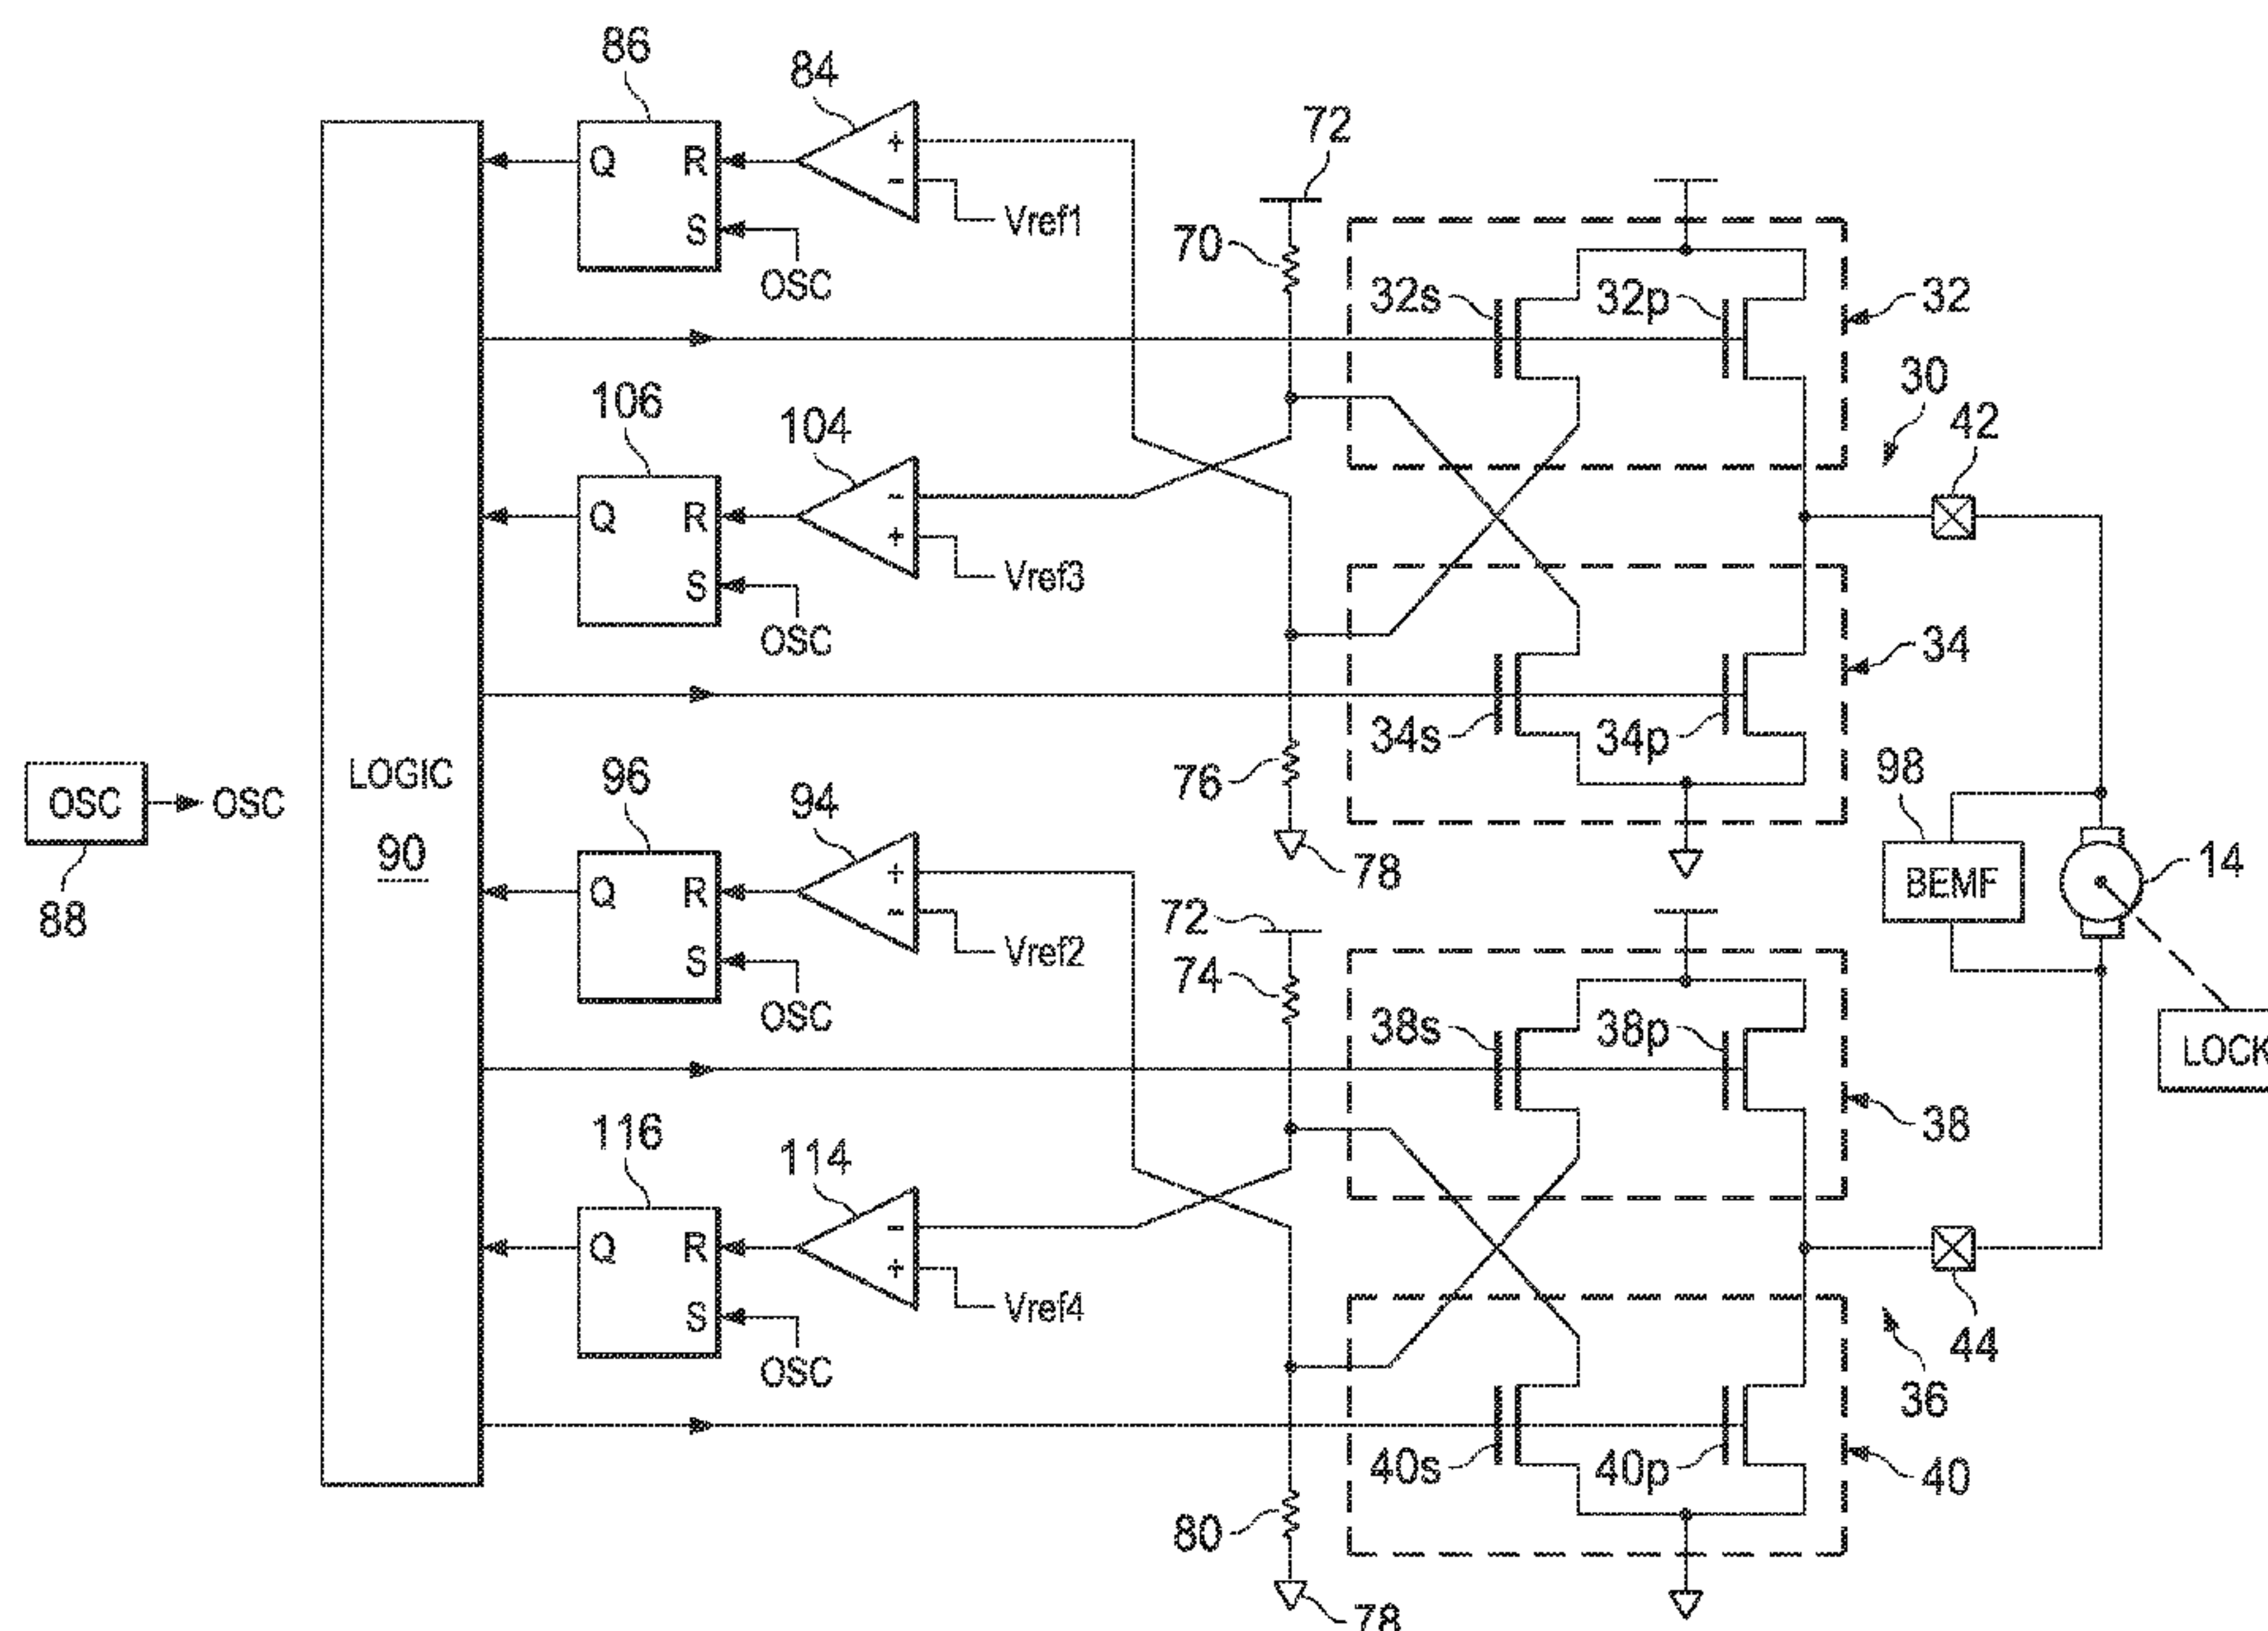 86
84
72
Q
R
+
-
S
Vref1
OSC
70
32s
32p
32
30
42
106
104
Q
R
-
+
S
Vref3
OSC
34
34s
34p
76
78
LOGIC
90
OSC
OSC
88
96
94
Q
R
+
-
S
Vref2
OSC
72
74
98
BEMF
14
38s
38p
38
LOCK
116
114
Q
R
-
+
S
Vref4
OSC
44
36
40s
40p
40
80
78